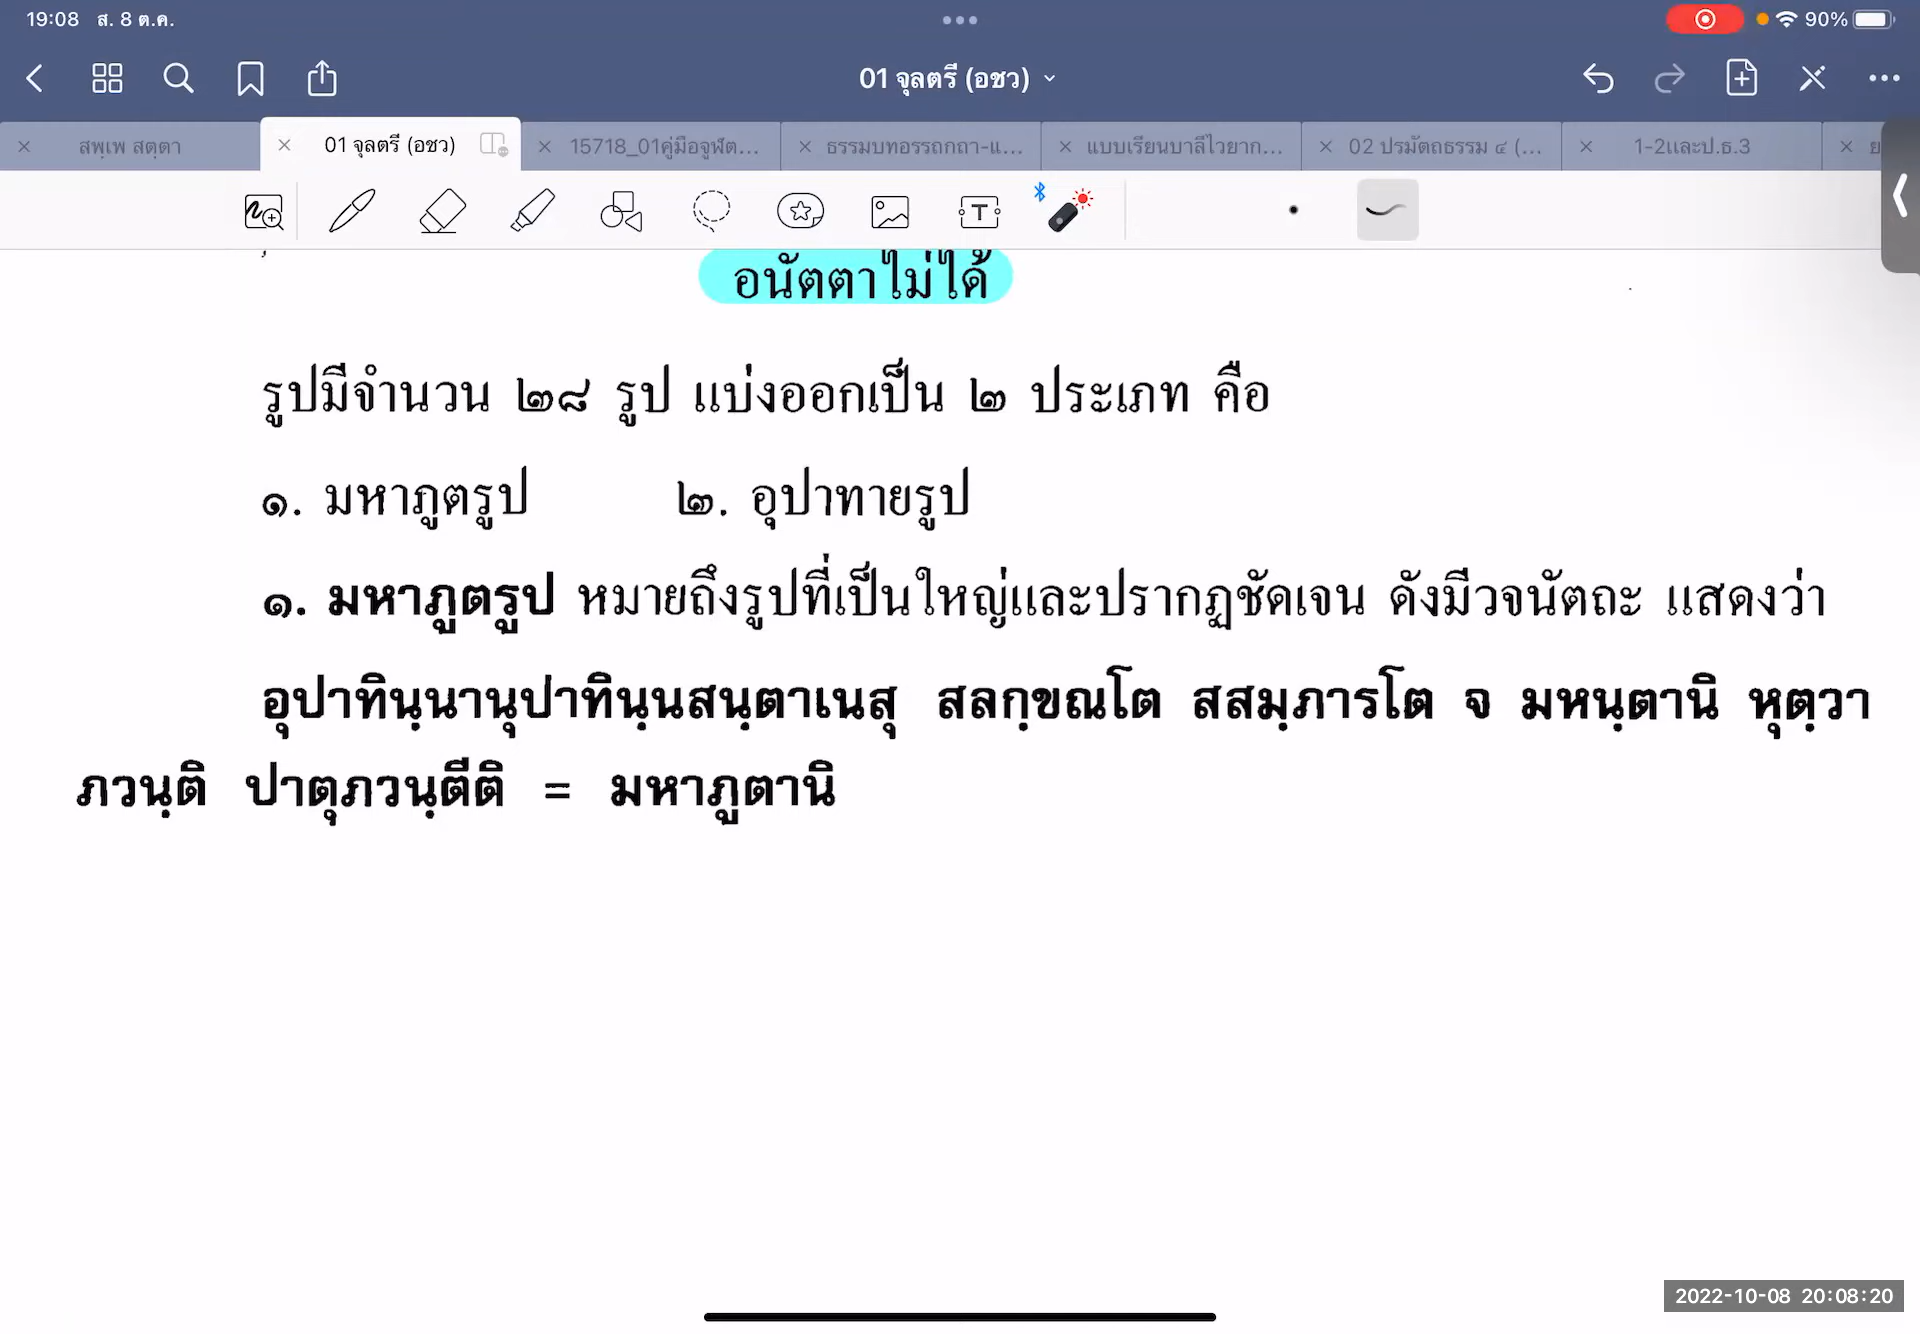 19:08 ส. 8 ต.ค.
90%
01 จุลตรี (อชว)
สพฺเพ สตฺตา
01 จุลตรี (อชว)
15718_01คู่มือจูฬต...
ธรรมบทอรรถกถา-แ...
แบบเรียนบาลีไวยาก...
02 ปรมัตถธรรม ๔ (...
1-2และป.ธ.3
อนัตตาไม่ได้
รูปมีจำนวน ๒๘ รูป แบ่งออกเป็น ๒ ประเภท คือ
๑. มหาภูตรูป ๒. อุปาทายรูป
๑. มหาภูตรูป หมายถึงรูปที่เป็นใหญ่และปรากฏชัดเจน ดังมีวจนัตถะ แสดงว่า
อุปาทินฺนานุปาทินฺนสนฺตาเนสุ สลกฺขณโต สสมฺภารโต จ มหนฺตานิ หุตฺวา
ภวนฺติ ปาตุภวนฺตีติ = มหาภูตานิ
2022-10-08 20:08:20